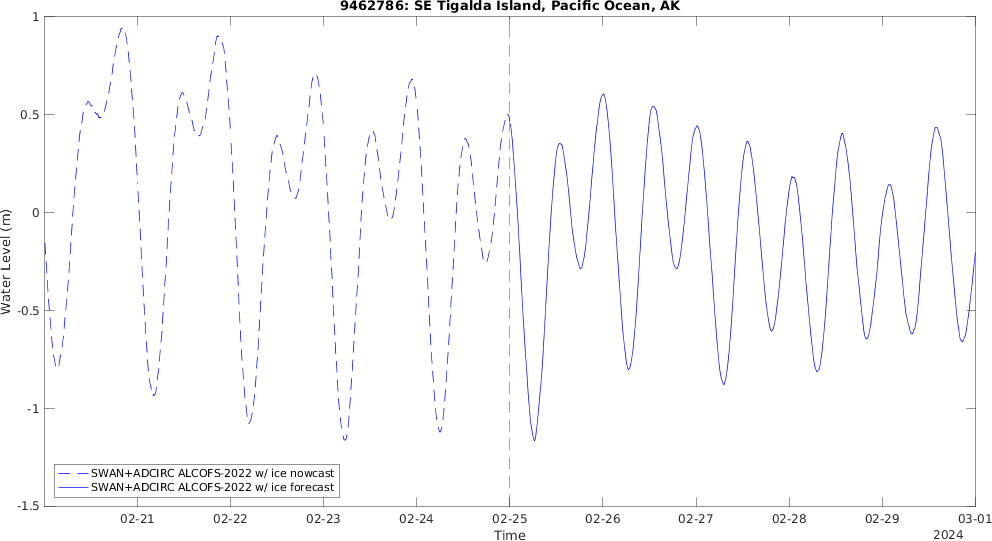 9462786: SE Tigalda Island, Pacific Ocean, AK
1
0.5
0
-0.5
-1
-1.5
Water Level (m)
SWAN+ADCIRC ALCOFS-2022 w/ ice nowcast
SWAN+ADCIRC ALCOFS-2022 w/ ice forecast
02-21 02-22 02-23 02-24 02-25 02-26 02-27 02-28 02-29 03-01
Time
2024